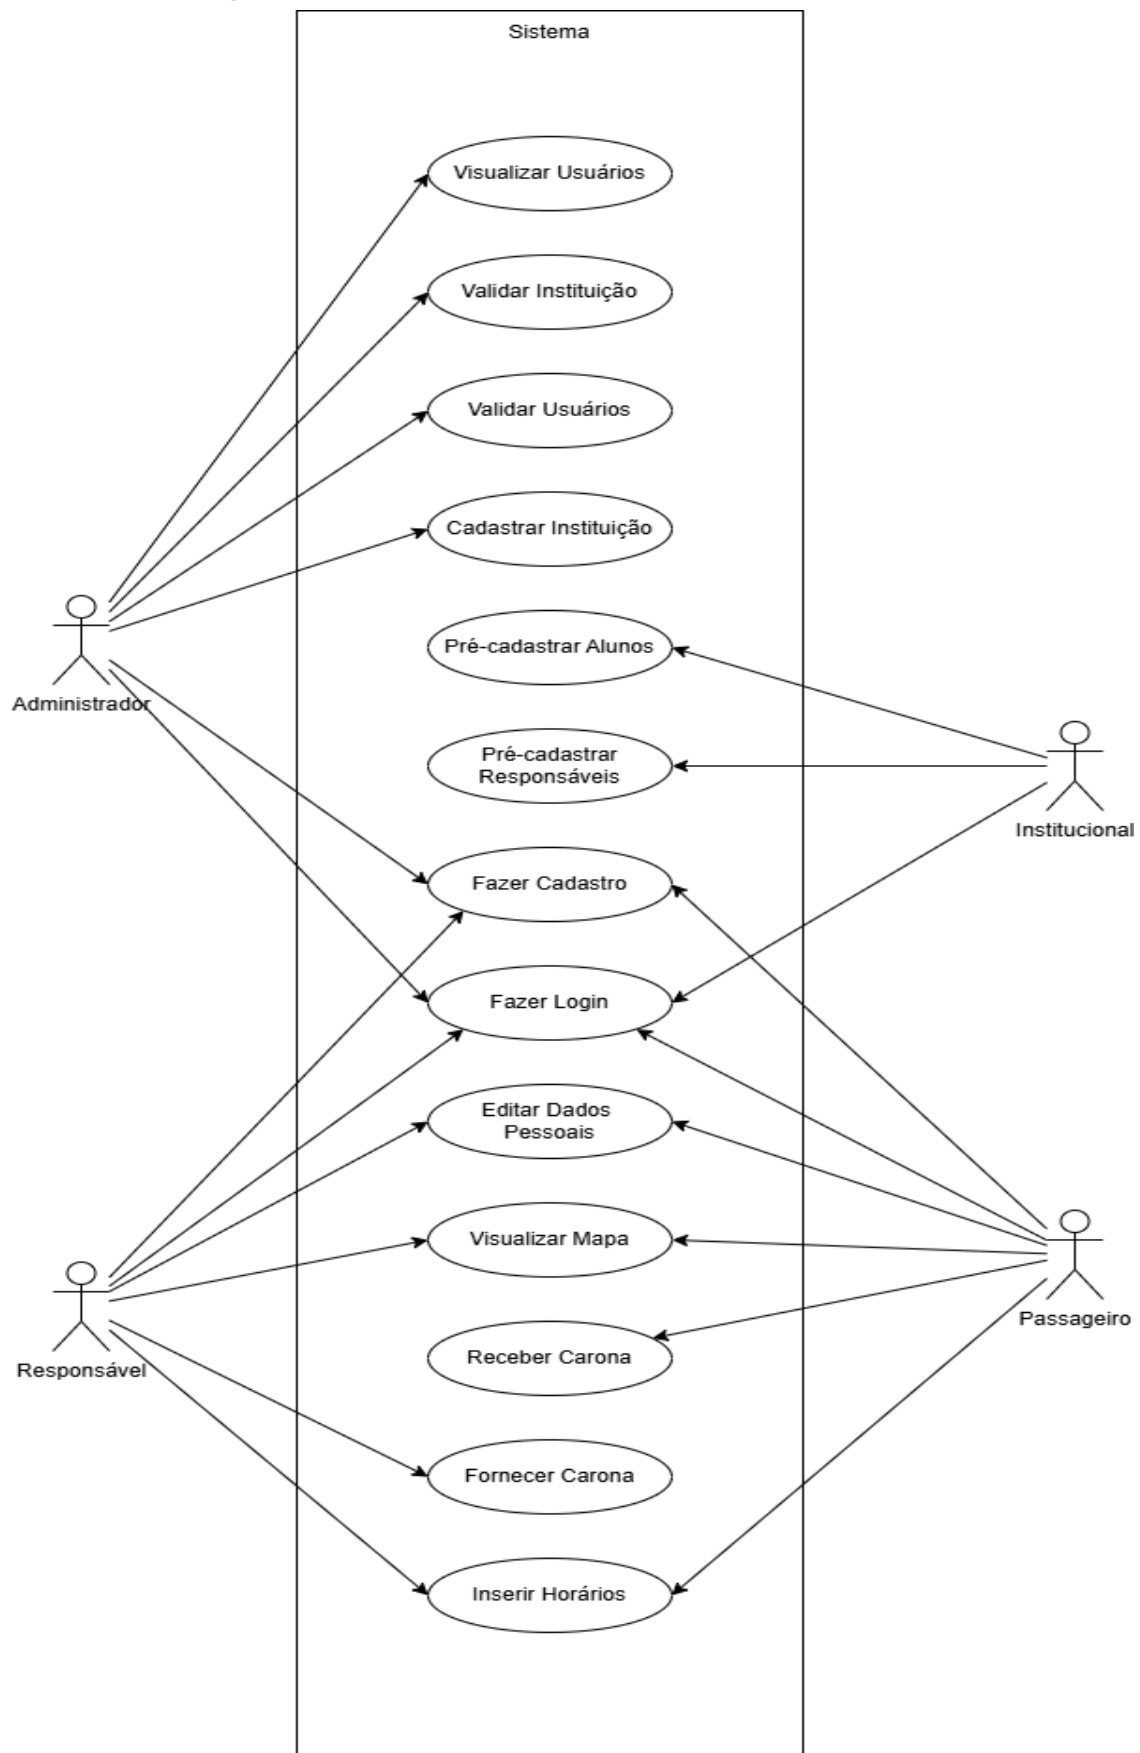 Sistema
Visualizar Usuários
Validar Instituição
Validar Usuários
Cadastrar Instituição
Administrador
Pré-cadastrar Alunos
Pré-cadastrar
Responsáveis
Institucional
Fazer Cadastro
Fazer Login
Editar Dados
Pessoais
Visualizar Mapa
Responsável
Passageiro
Receber Carona
Fornecer Carona
Inserir Horários